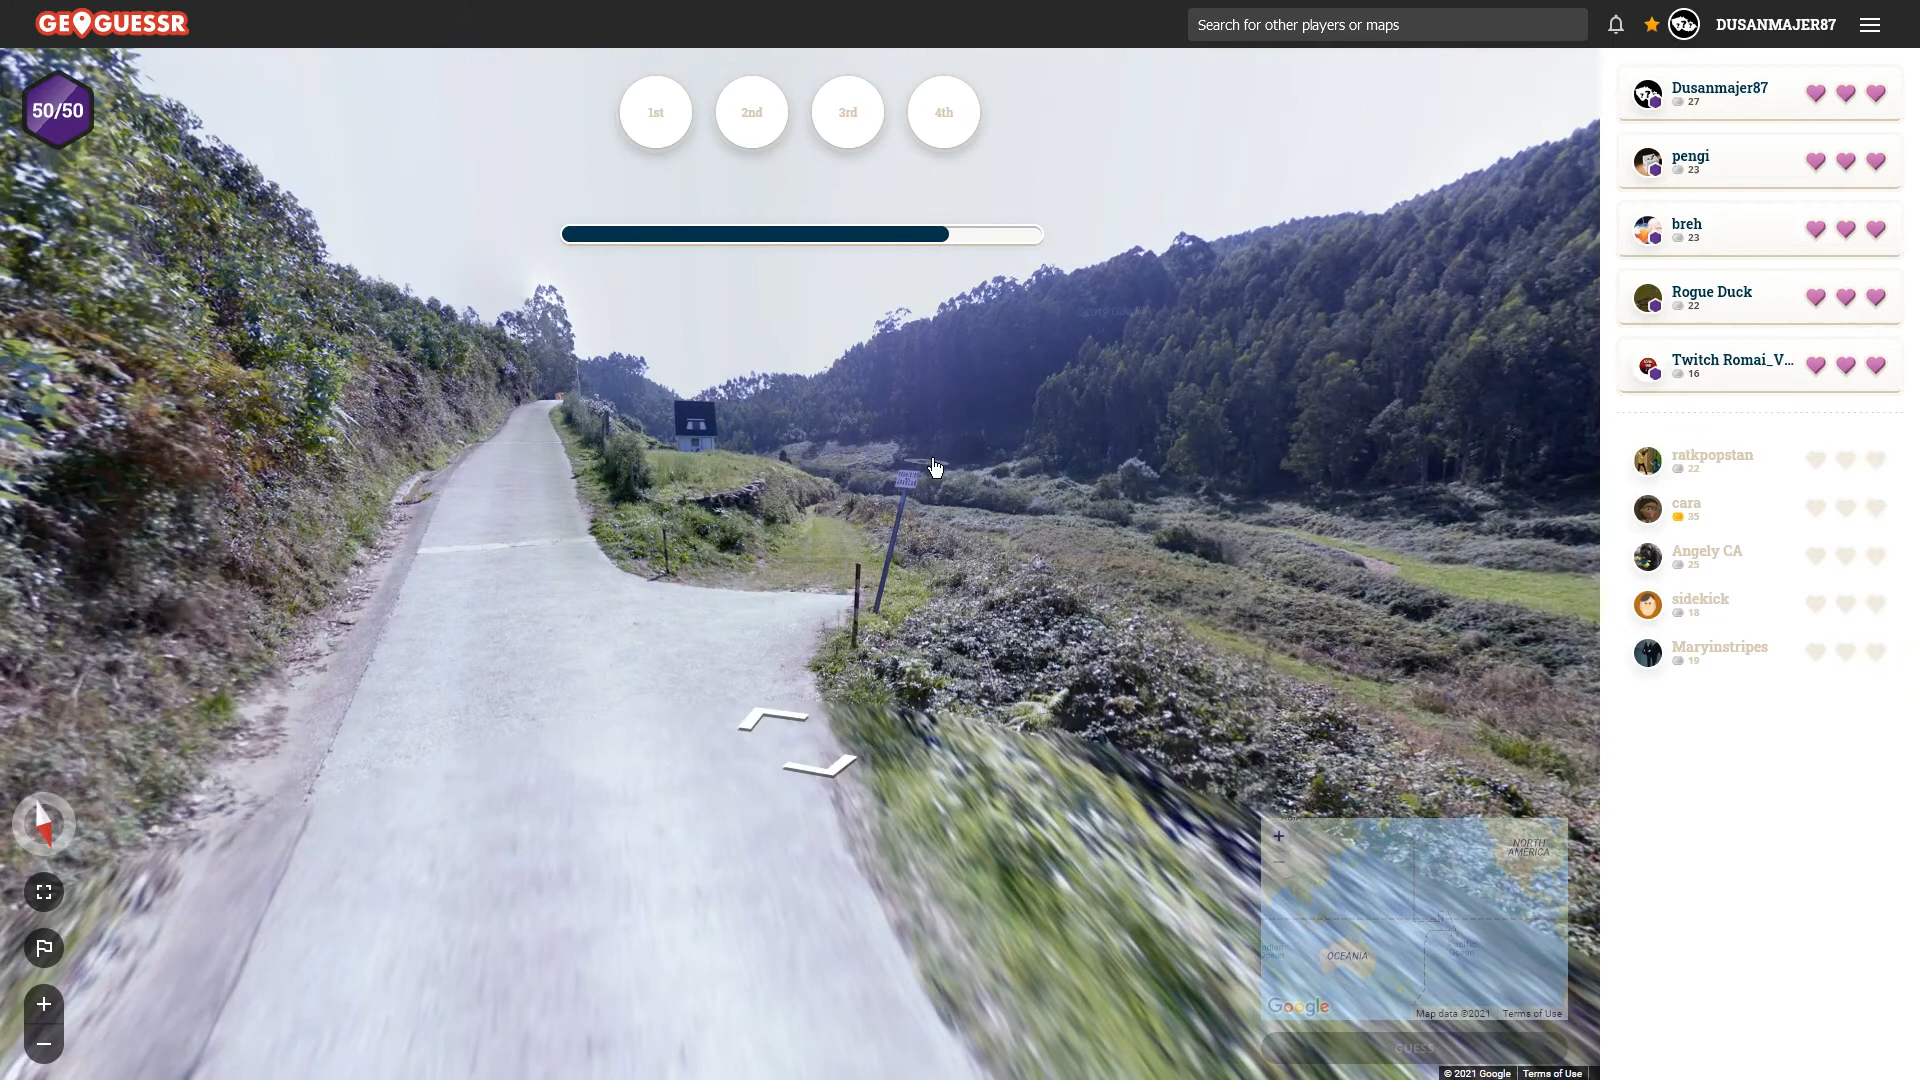 GEOGUESSR
Search for other players or maps
DUSANMAJER87
50/50
1st
2nd
3rd
4th
Dusanmajer87
27
pengi
23
breh
23
Rogue Duck
22
Twitch Romai_V...
16
ratkpopstan
22
cara
35
Angely CA
25
sidekick
18
Maryinstripes
19
NORTH
AMERICA
OCEANIA
Pacific
Ocean
Google
Map data ©2021
Terms of Use
GUESS
© 2021 Google
Terms of Use